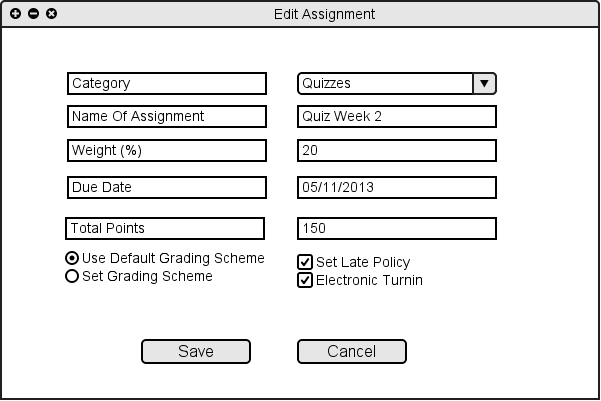 Edit Assignment
Category
Quizzes
Name Of Assignment
Quiz Week 2
Weight (%)
20
Due Date
05/11/2013
Total Points
150
Use Default Grading Scheme
Set Late Policy
Set Grading Scheme
Electronic Turnin
Save
Cancel